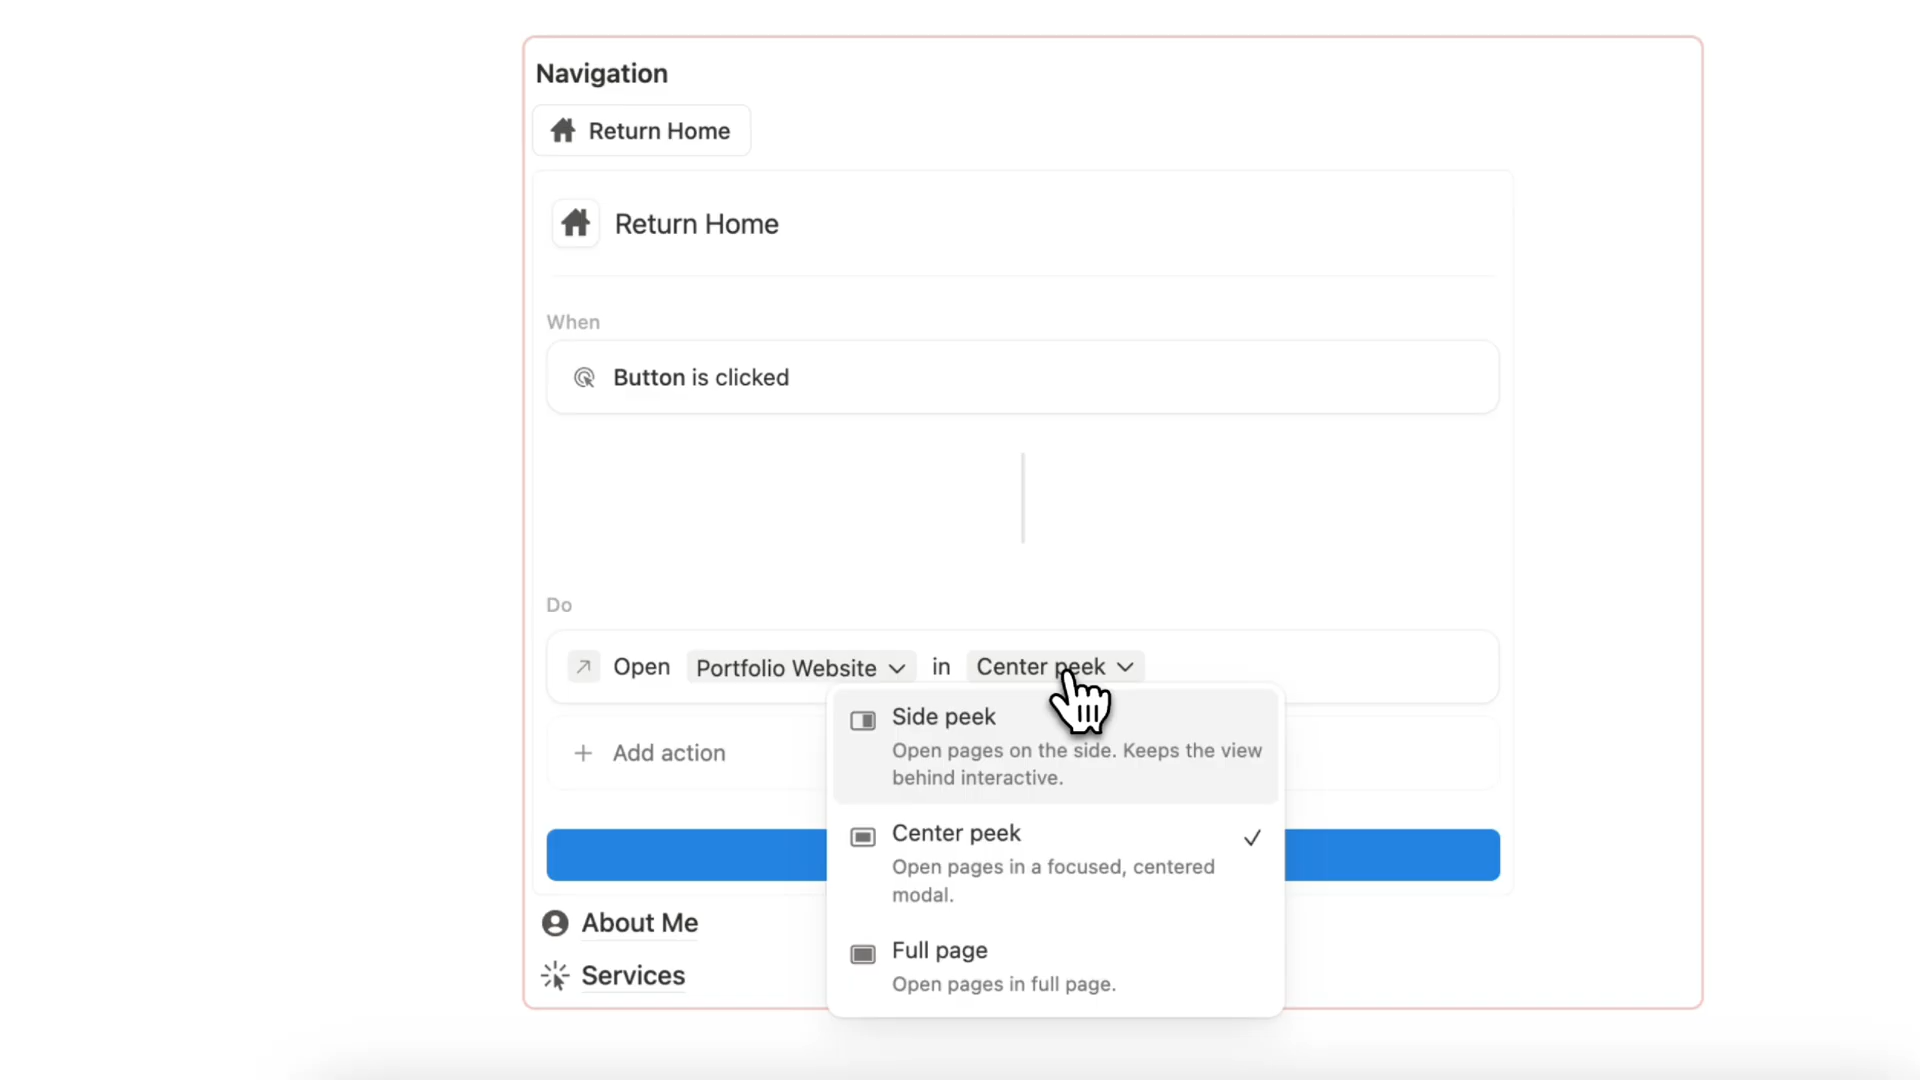 Navigation
Return Home
Return Home
When
Button is clicked
Do
Open Portfolio Website in Center peek
Add action
Side peek
Open pages on the side. Keeps the view
behind interactive.
Center peek
Open pages in a focused, centered
modal.
Full page
Open pages in full page.
About Me
Services